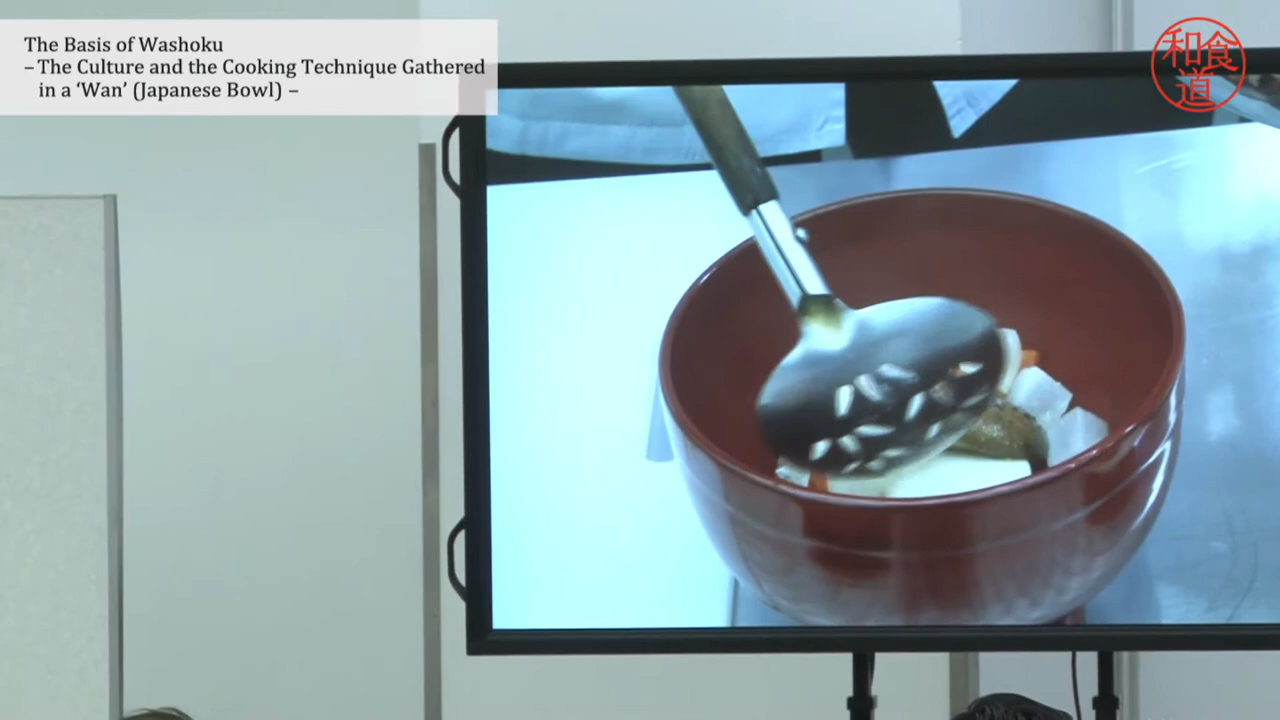 The Basis of Washoku
– The Culture and the Cooking Technique Gathered
in a ‘Wan’ (Japanese Bowl) –
和食
道